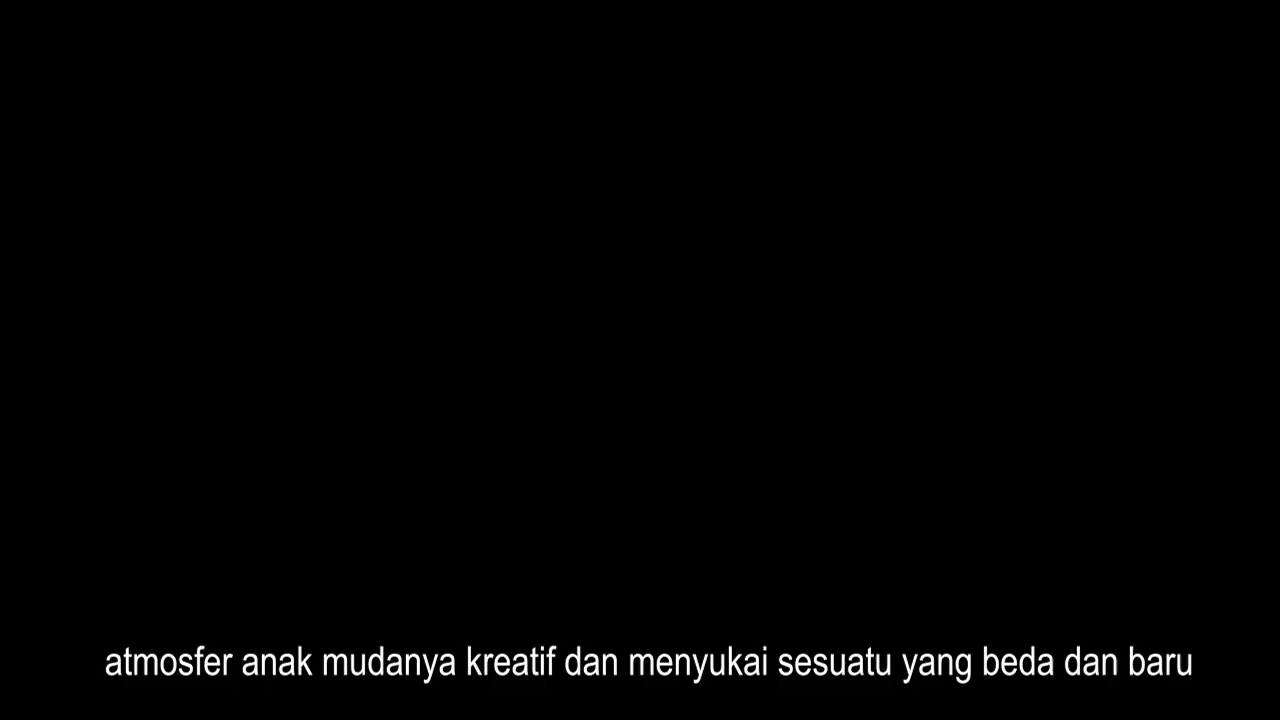 atmosfer anak mudanya kreatif dan menyukai sesuatu yang beda dan baru